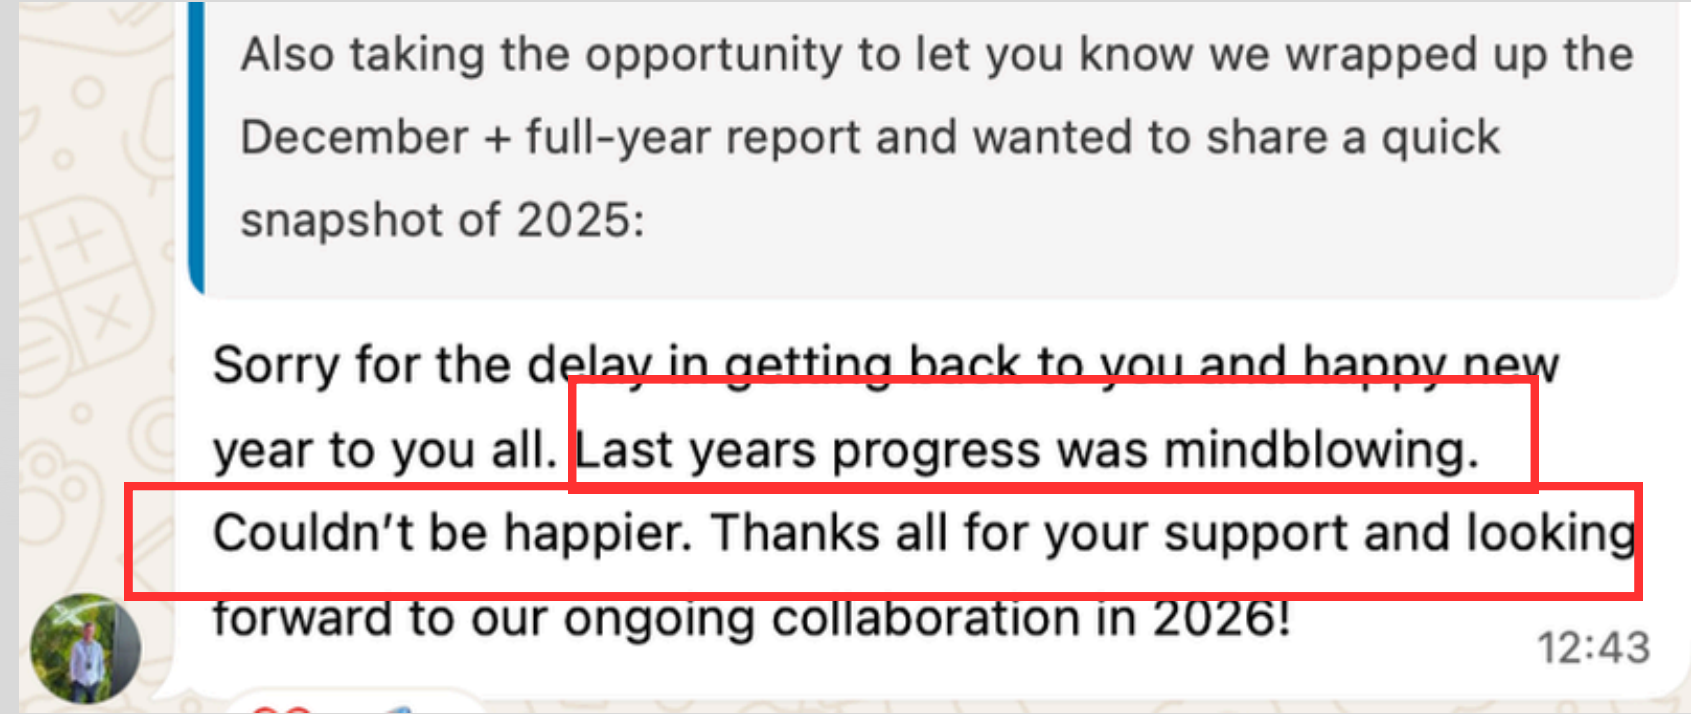 Also taking the opportunity to let you know we wrapped up the
December + full-year report and wanted to share a quick
snapshot of 2025:
Sorry for the delay in getting back to you and happy new
year to you all. Last years progress was mindblowing.
Couldn't be happier. Thanks all for your support and looking
forward to our ongoing collaboration in 2026!
12:43